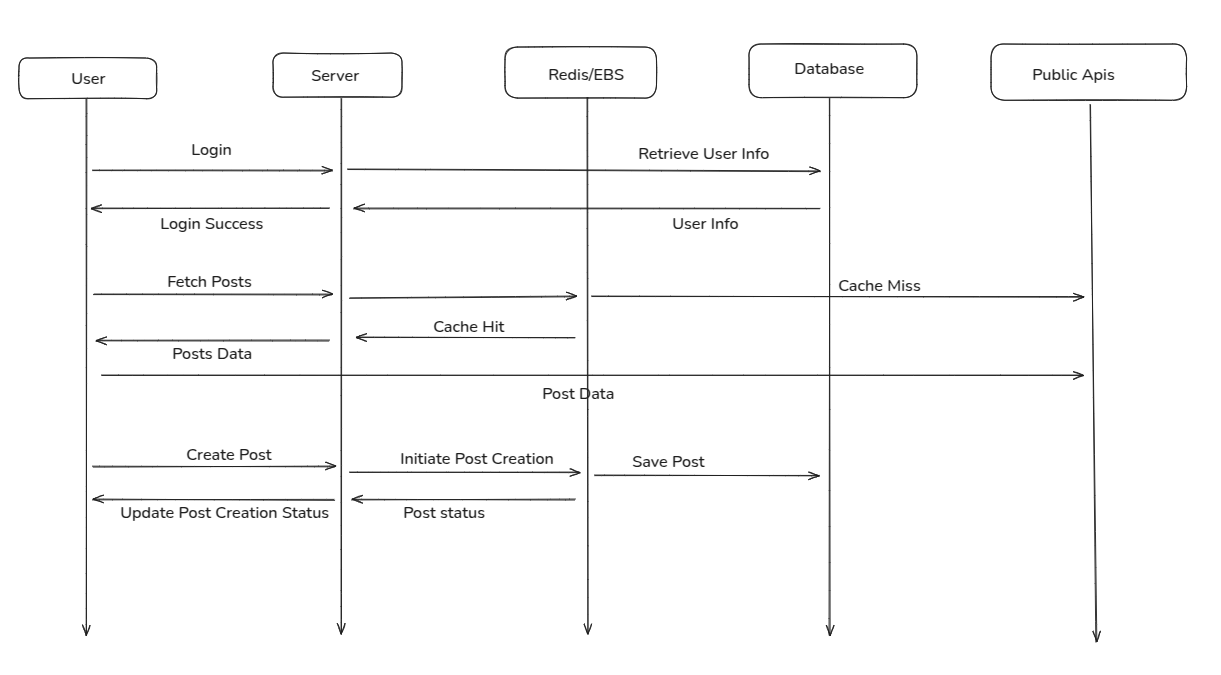 User
Server
Redis/EBS
Database
Public Apis
Login
Retrieve User Info
Login Success
User Info
Fetch Posts
Cache Miss
Cache Hit
Posts Data
Post Data
Create Post
Initiate Post Creation
Save Post
Update Post Creation Status
Post status